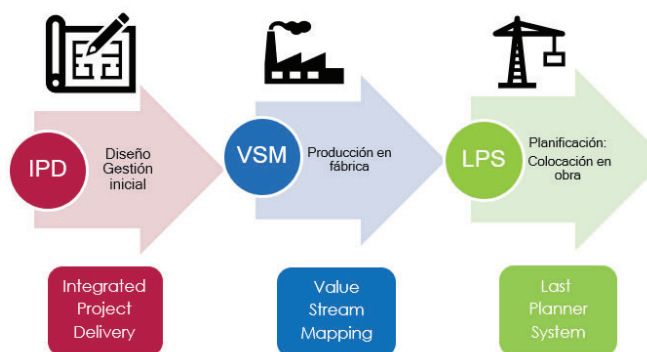 IPD
Diseño
Gestión
inicial
VSM
Producción en
fábrica
LPS
Planificación:
Colocación en
obra
Integrated
Project
Delivery
Value
Stream
Mapping
Last
Planner
System